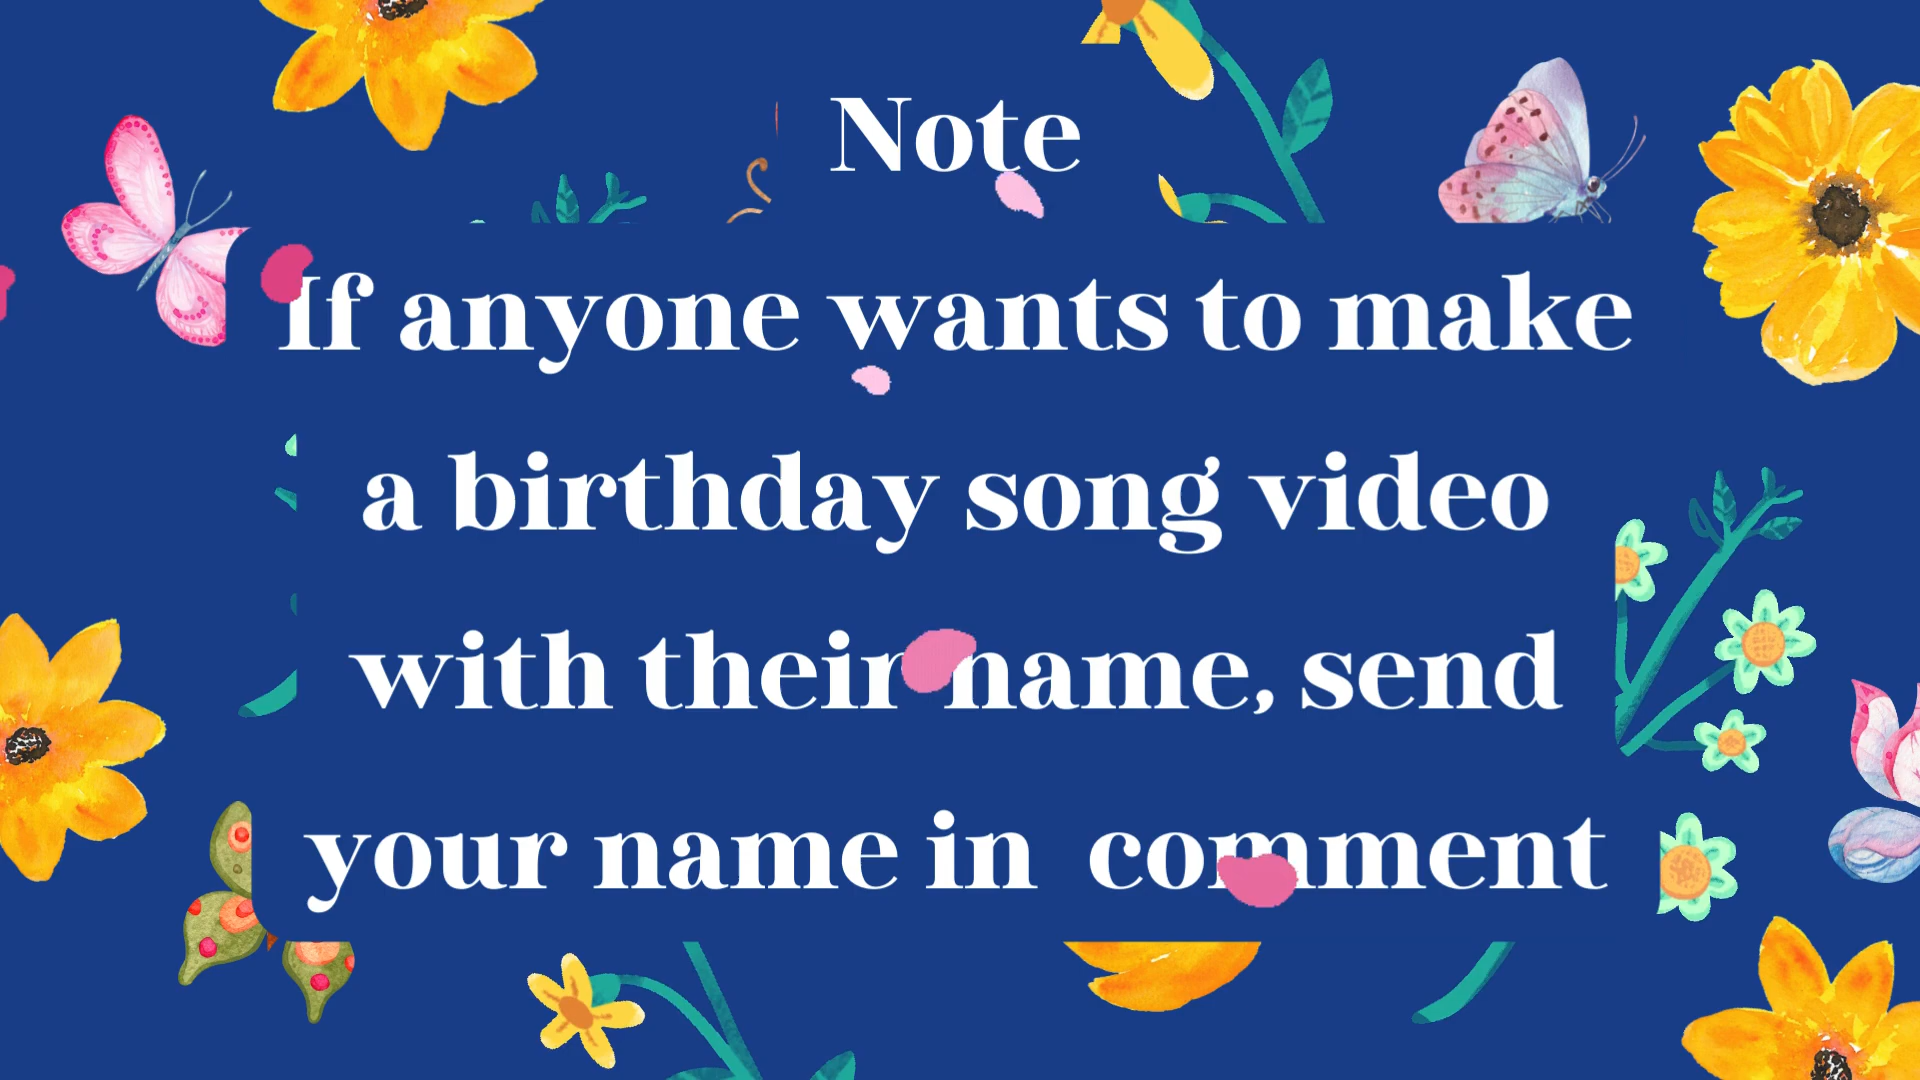 Note
If anyone wants to make
a birthday song video
with their name, send
your name in comment